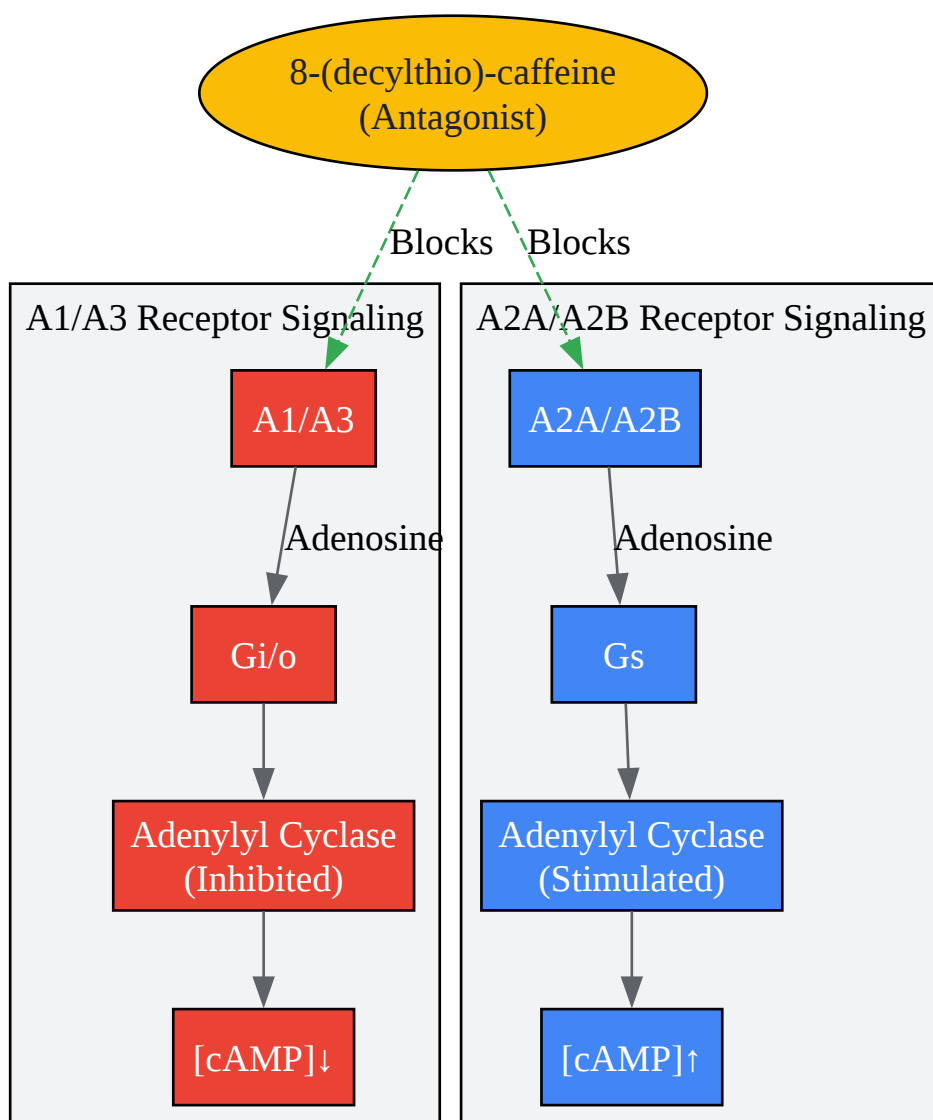 8-(decylthio)-caffeine
(Antagonist)
Blocks
Blocks
A1/A3 Receptor Signaling
A2A/A2B Receptor Signaling
A1/A3
A2A/A2B
Adenosine
Adenosine
Gi/o
Gs
Adenylyl Cyclase
(Inhibited)
Adenylyl Cyclase
(Stimulated)
[cAMP]↓
[cAMP]↑